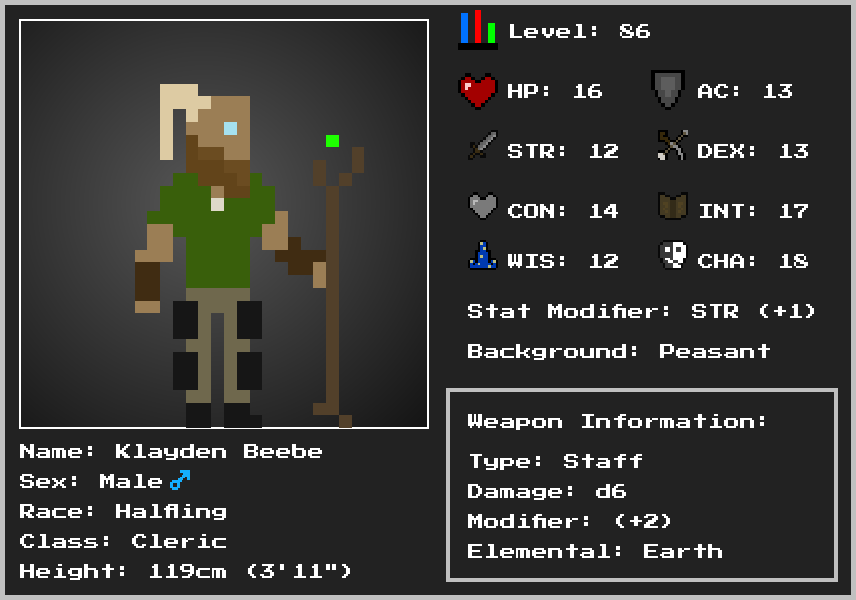 Level: 86
HP: 16 AC: 13
STR: 12 DEX: 13
CON: 14 INT: 17
WIS: 12 CHA: 18
Stat Modifier: STR (+1)
Background: Peasant
Weapon Information:
Type: Staff
Damage: d6
Modifier: (+2)
Elemental: Earth
Name: Klayden Beebe
Sex: Male ♂
Race: Halfling
Class: Cleric
Height: 119cm (3'11")